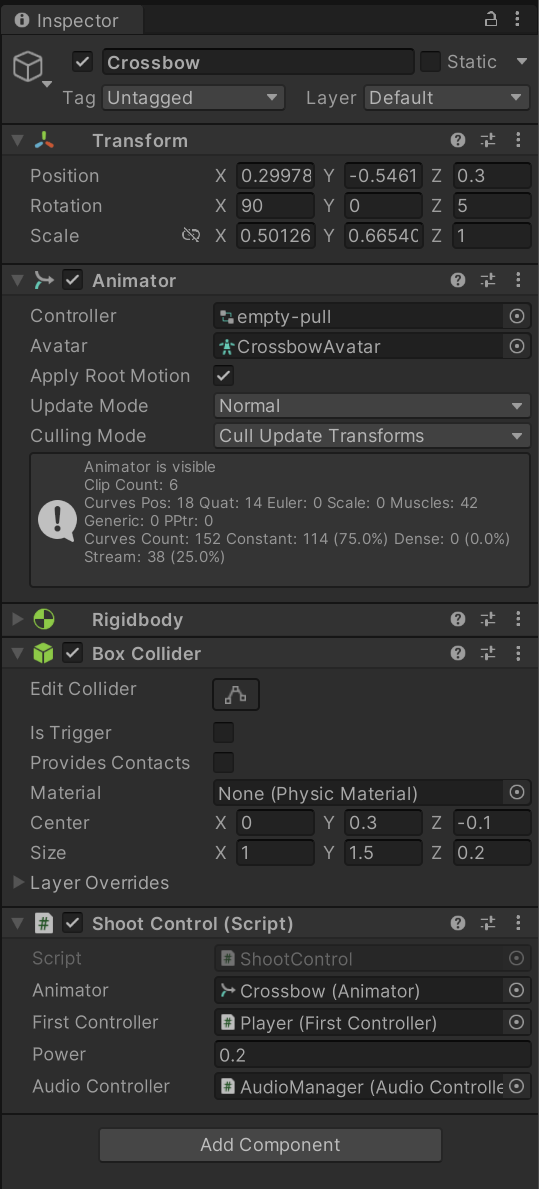 Inspector
Crossbow
Static
Tag Untagged Layer Default
Transform
Position X 0.29978 Y -0.5461 Z 0.3
Rotation X 90 Y 0 Z 5
Scale X 0.50126 Y 0.6654 Z 1
Animator
Controller empty-pull
Avatar CrossbowAvatar
Apply Root Motion
Update Mode Normal
Culling Mode Cull Update Transforms
Animator is visible
Clip Count: 6
Curves Pos: 18 Quat: 14 Euler: 0 Scale: 0 Muscles: 42
Generic: 0 PPtr: 0
Curves Count: 152 Constant: 114 (75.0%) Dense: 0 (0.0%)
Stream: 38 (25.0%)
Rigidbody
Box Collider
Edit Collider
Is Trigger
Provides Contacts
Material None (Physic Material)
Center X 0 Y 0.3 Z -0.1
Size X 1 Y 1.5 Z 0.2
Layer Overrides
# Shoot Control (Script)
Script # ShootControl
Animator Crossbow (Animator)
First Controller # Player (First Controller)
Power 0.2
Audio Controller # AudioManager (Audio Controlle
Add Component